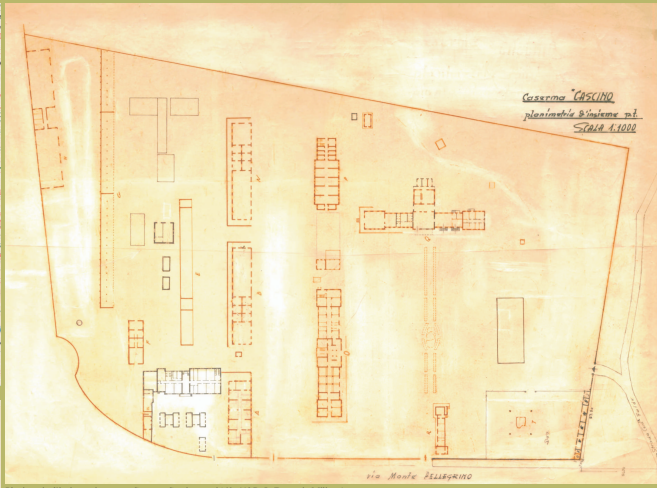 Caserma "CASCINO
planimetria d'insieme p.t.
SCALA 1:1000
via Monte PELLEGRINO